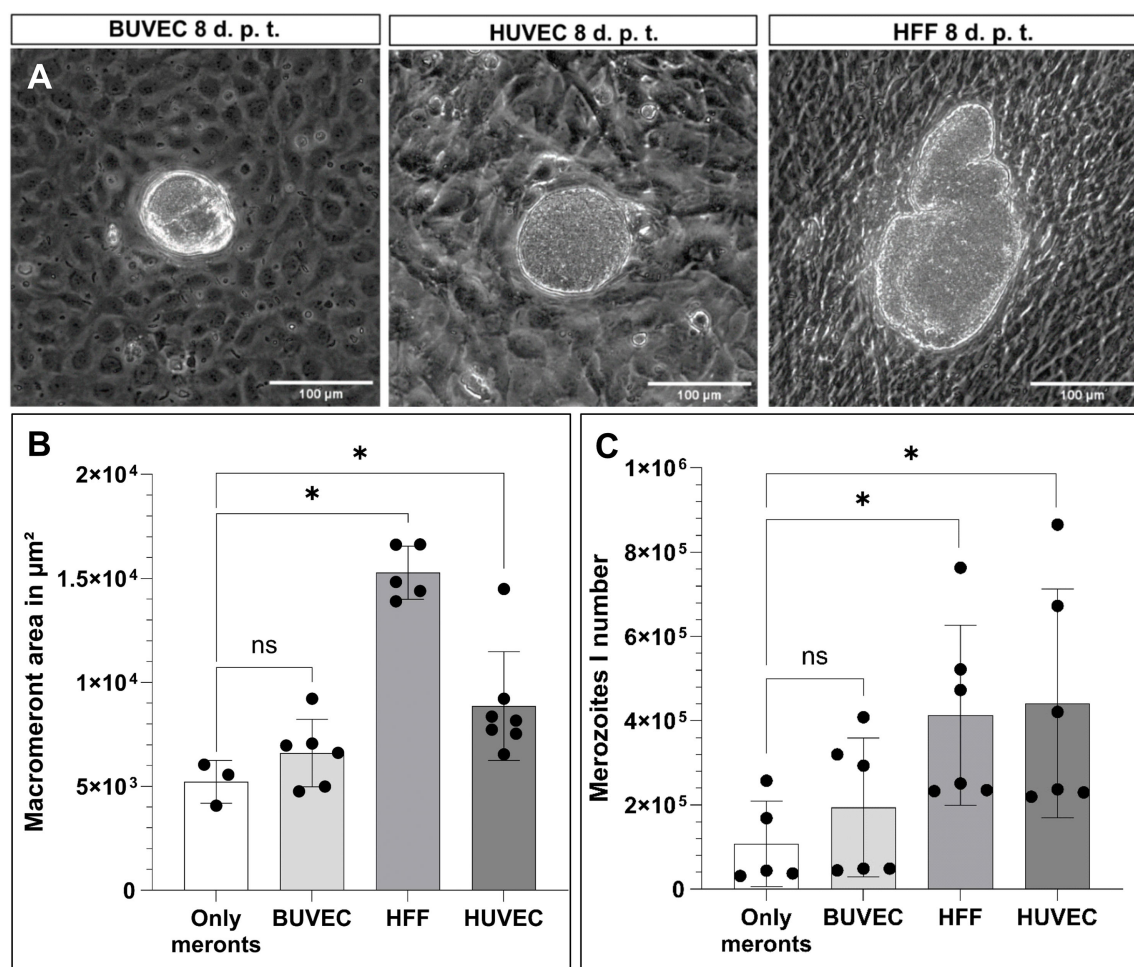 BUVEC 8 d. p. t.
HUVEC 8 d. p. t.
HFF 8 d. p. t.
A
100 µm
100 µm
100 µm
B
Macromeront area in µm²
2×10⁴
1.5×10⁴
1×10⁴
5×10³
0
*
*
ns
Only
meronts
BUVEC
HFF
HUVEC
C
Merozoites I number
1×10⁶
8×10⁵
6×10⁵
4×10⁵
2×10⁵
0
*
*
ns
Only
meronts
BUVEC
HFF
HUVEC